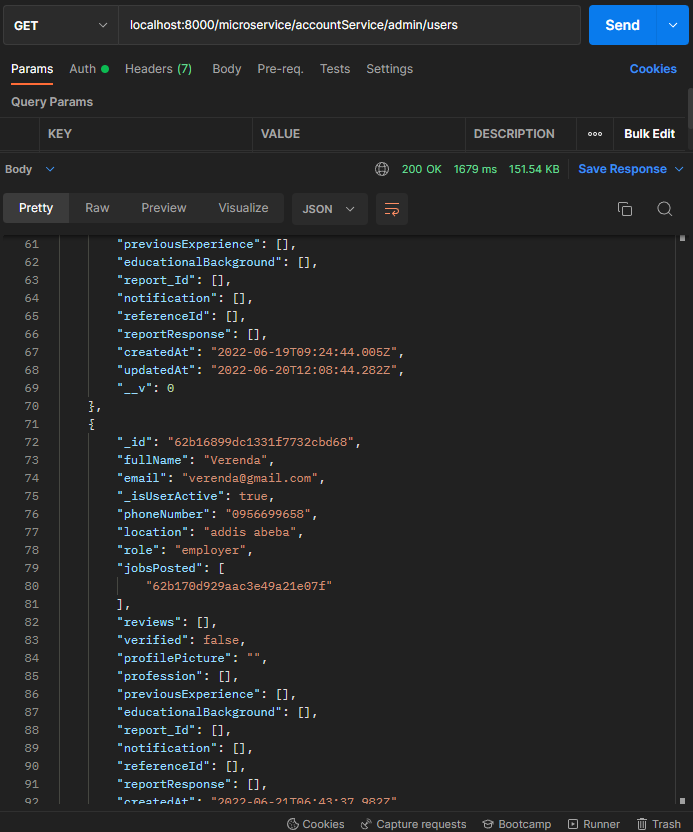 GET localhost:8000/microservice/accountService/admin/users Send
Params Auth Headers (7) Body Pre-req. Tests Settings Cookies
Query Params
KEY VALUE DESCRIPTION ooo Bulk Edit
Body 200 OK 1679 ms 151.54 KB Save Response
Pretty Raw Preview Visualize JSON
61 "previousExperience": [],
62 "educationalBackground": [],
63 "report_Id": [],
64 "notification": [],
65 "referenceId": [],
66 "reportResponse": [],
67 "createdAt": "2022-06-19T09:24:44.005Z",
68 "updatedAt": "2022-06-20T12:08:44.282Z",
69 "__v": 0
70 },
71 {
72 "_id": "62b16899dc1331f7732cbd68",
73 "fullName": "Verenda",
74 "email": "verenda@gmail.com",
75 "_isUserActive": true,
76 "phoneNumber": "0956699658",
77 "location": "addis abeba",
78 "role": "employer",
79 "jobsPosted": [
80 "62b170d929aac3e49a21e07f"
81 ],
82 "reviews": [],
83 "verified": false,
84 "profilePicture": "",
85 "profession": [],
86 "previousExperience": [],
87 "educationalBackground": [],
88 "report_Id": [],
89 "notification": [],
90 "referenceId": [],
91 "reportResponse": [],
92 "createdAt": "2022-06-21T06:43:37.982Z"
Cookies Capture requests Bootcamp Runner Trash